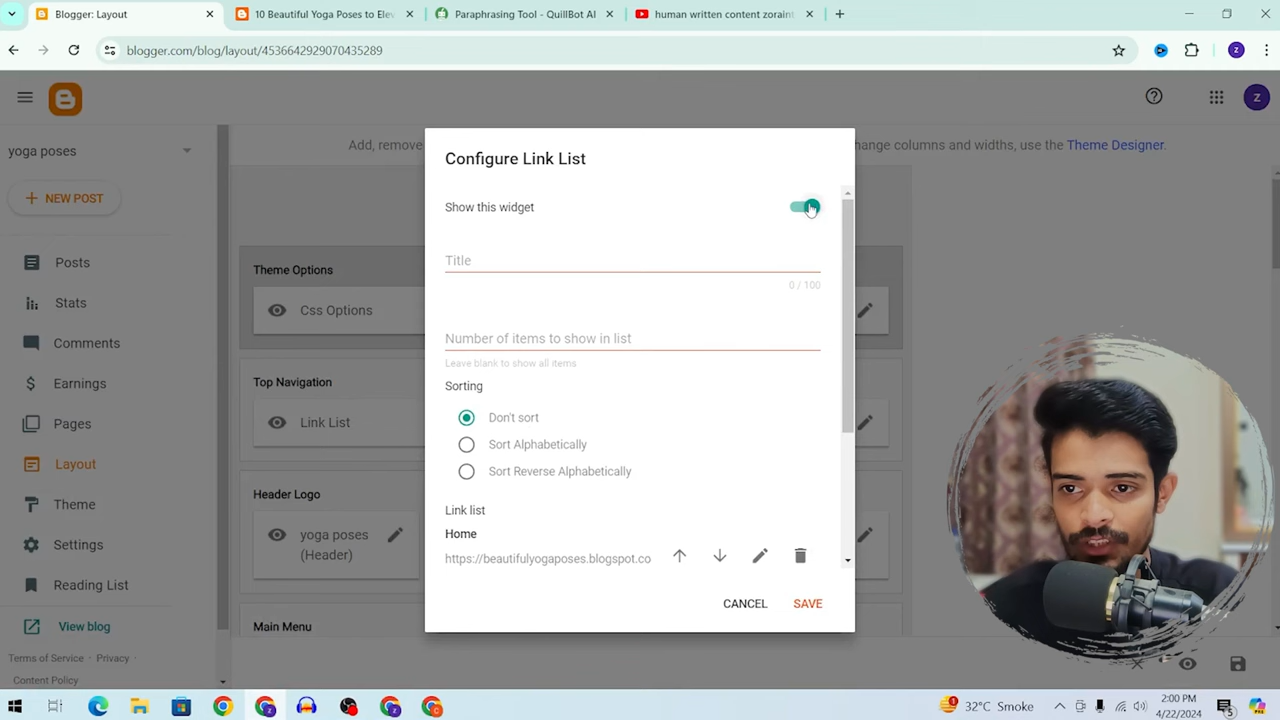 Blogger: Layout
10 Beautiful Yoga Poses to Elev
Paraphrasing Tool - QuillBot AI
human written content zoraint
blogger.com/blog/layout/4536642929070435289
z
yoga poses
Add, remove
change columns and widths, use the Theme Designer.
NEW POST
Posts
Stats
Comments
Earnings
Pages
Layout
Theme
Settings
Reading List
View blog
Terms of Service · Privacy ·
Content Policy
Theme Options
Css Options
Top Navigation
Link List
Header Logo
yoga poses
(Header)
Main Menu
Configure Link List
Show this widget
Title
0 / 100
Number of items to show in list
Leave blank to show all items
Sorting
Don't sort
Sort Alphabetically
Sort Reverse Alphabetically
Link list
Home
https://beautifulyogaposes.blogspot.co
CANCEL
SAVE
32°C Smoke
2:00 PM
4/22/2024
5